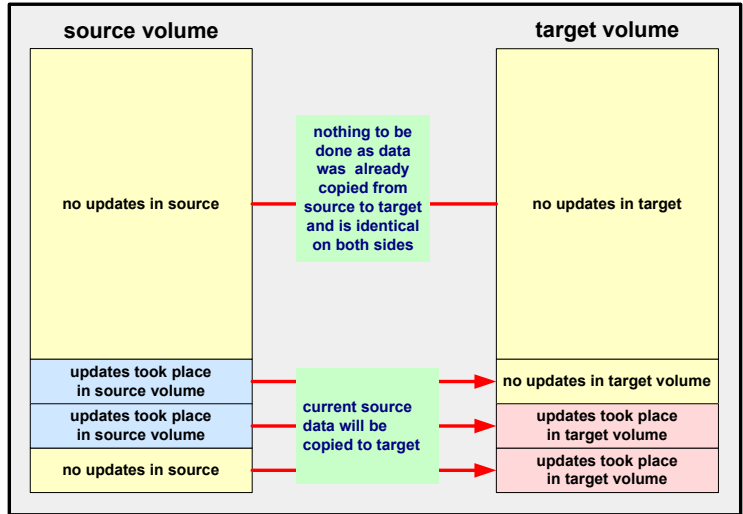 source volume
target volume
no updates in source
nothing to be
done as data
was already
copied from
source to target
and is identical
on both sides
no updates in target
updates took place
in source volume
updates took place
in source volume
no updates in source
current source
data will be
copied to target
no updates in target volume
updates took place
in target volume
updates took place
in target volume